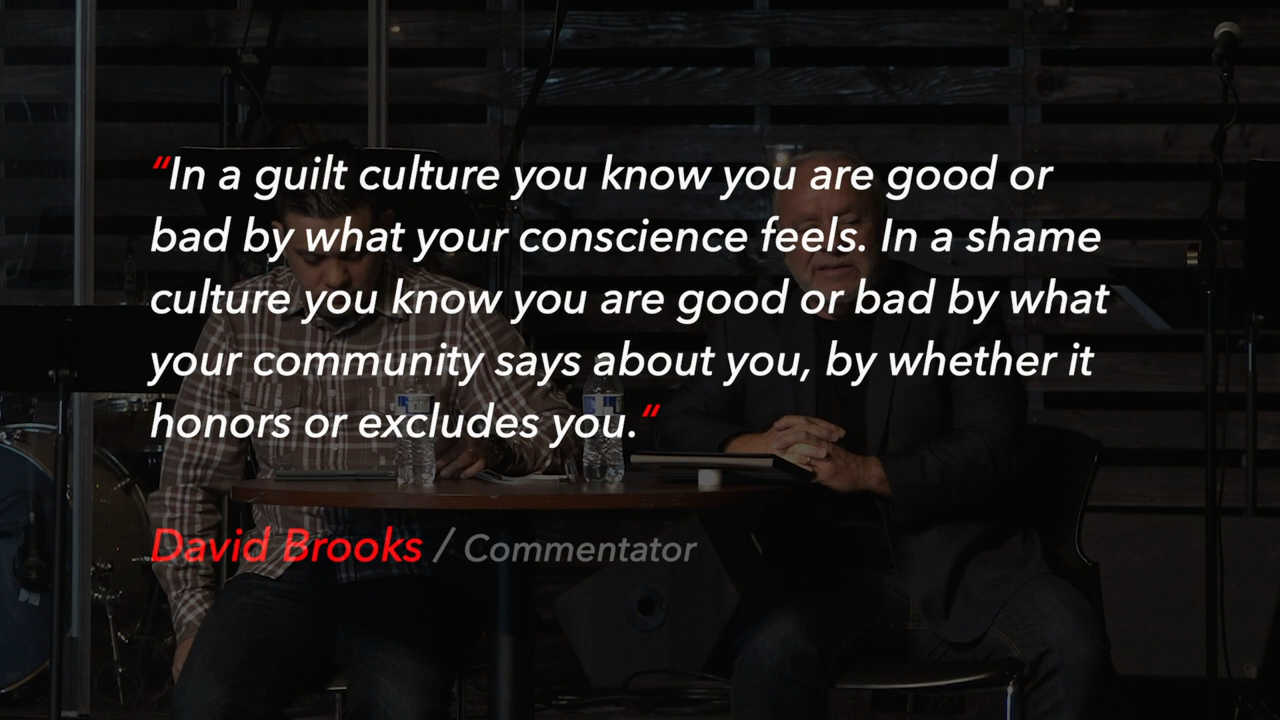 “In a guilt culture you know you are good or
bad by what your conscience feels. In a shame
culture you know you are good or bad by what
your community says about you, by whether it
honors or excludes you.“
David Brooks / Commentator